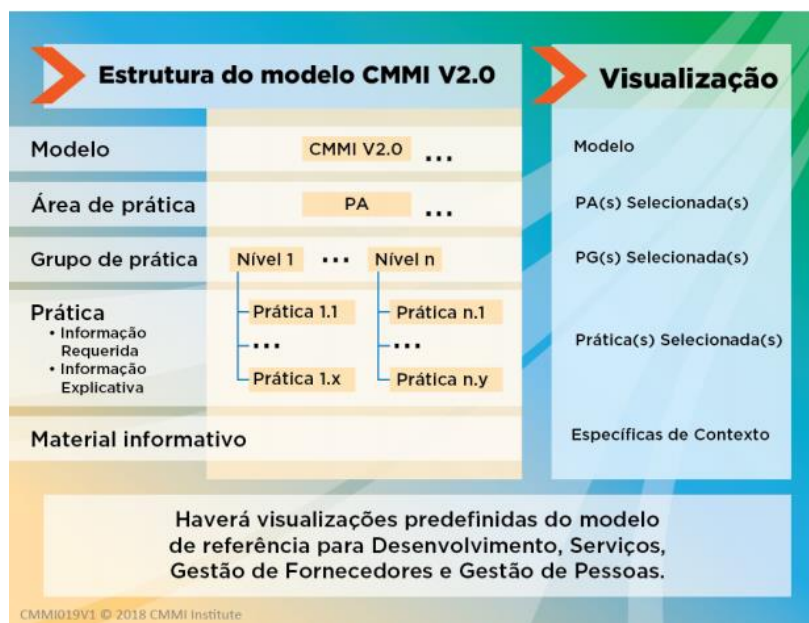 Estrutura do modelo CMMI V2.0
Visualização
Modelo
CMMI V2.0
...
Modelo
Área de prática
PA
...
PA(s) Selecionada(s)
Grupo de prática
Nível 1
...
Nível n
PG(s) Selecionada(s)
Prática
• Informação
Requerida
• Informação
Explicativa
Prática 1.1
...
Prática 1.x
Prática n.1
...
Prática n.y
Prática(s) Selecionada(s)
Material informativo
Específicas de Contexto
Haverá visualizações predefinidas do modelo
de referência para Desenvolvimento, Serviços,
Gestão de Fornecedores e Gestão de Pessoas.
CMMI019V1 © 2018 CMMI Institute